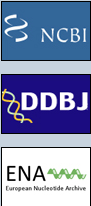 NCBI
DDBJ
ENA
European Nucleotide Archive